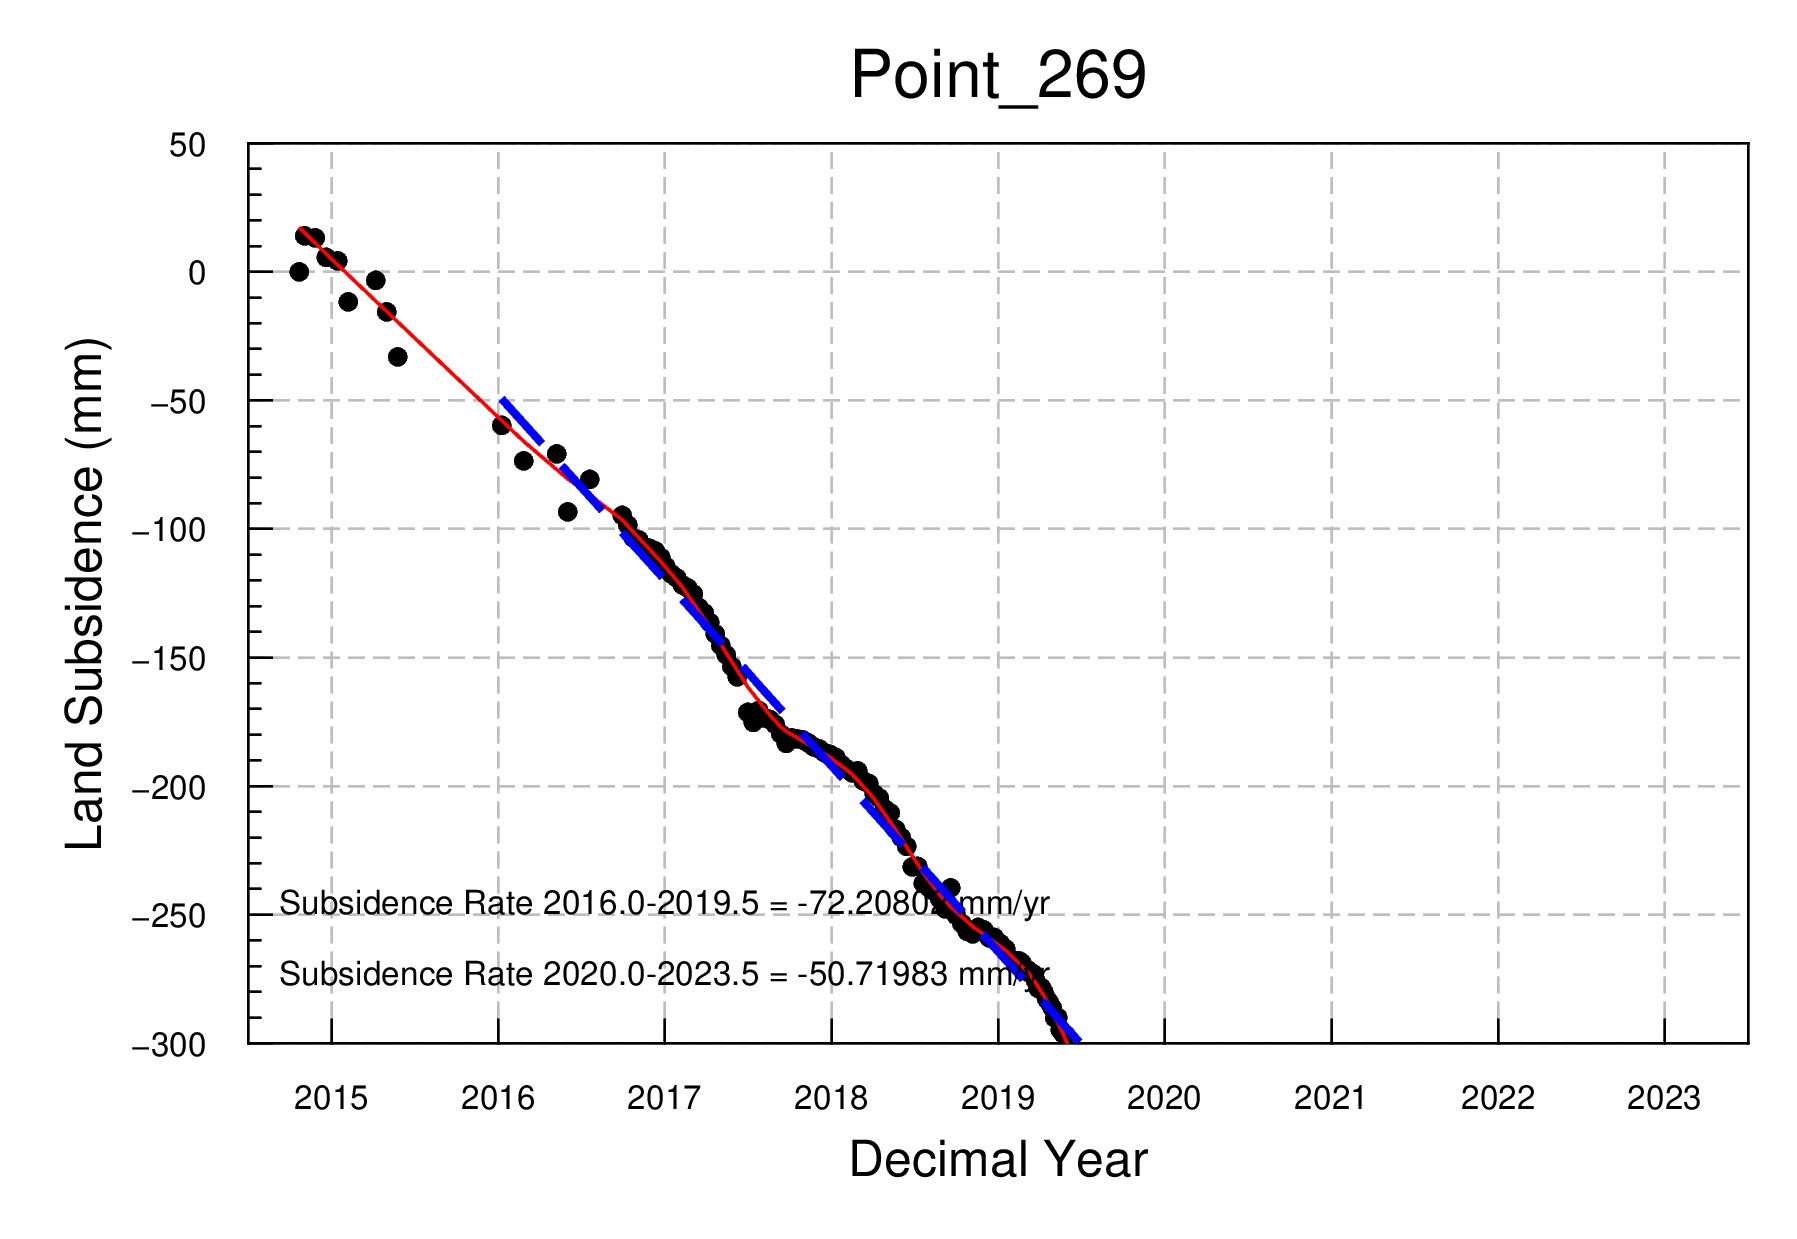 Point_269
50
0
−50
−100
−150
−200
−250
−300
Land Subsidence (mm)
Subsidence Rate 2016.0-2019.5 = mm/yr
Subsidence Rate 2020.0-2023.5 = -50.71983 mm/yr
2015 2016 2017 2018 2019 2020 2021 2022 2023
Decimal Year